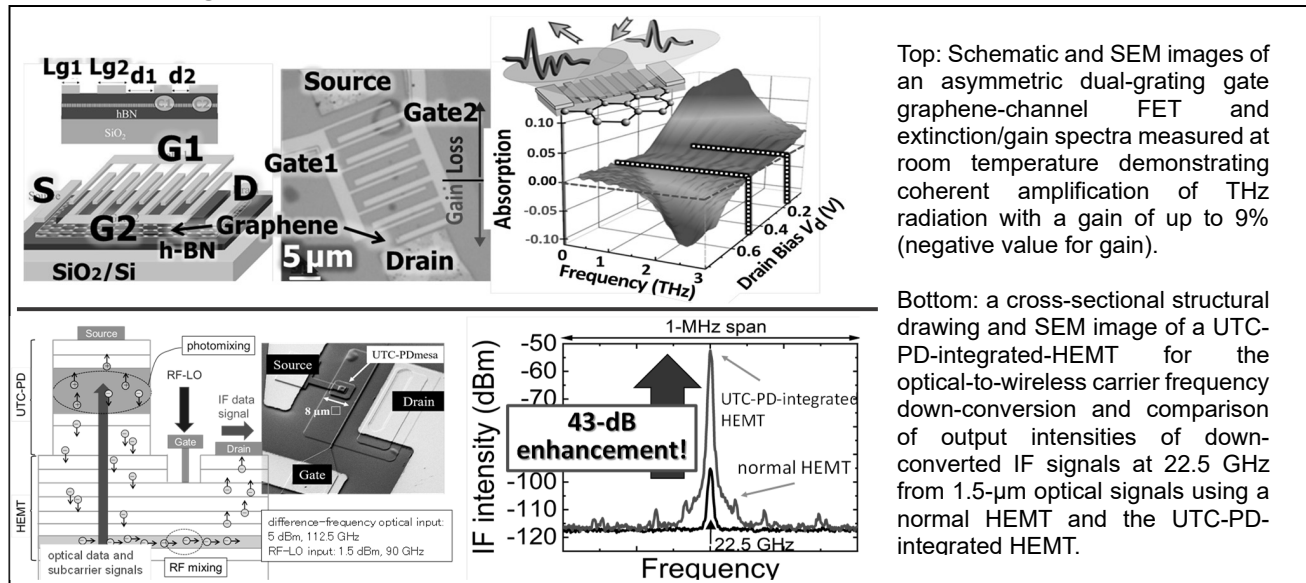 Lg1 Lg2 d1 d2
hBN
SiO2
G1
S D
G2
Graphene
h-BN
SiO2/Si
Source
Gate2
Gate1
Drain
5 μm
Gain Loss
Absorption
0.10
0.05
0.00
-0.05
-0.10
0 1 2 3
Frequency (THz)
0.2
0.4
0.6
Drain Bias Vd(V)
Top: Schematic and SEM images of
an asymmetric dual-grating gate
graphene-channel FET and
extinction/gain spectra measured at
room temperature demonstrating
coherent amplification of THz
radiation with a gain of up to 9%
(negative value for gain).
Source
photomixing
UTC-PD
RF-LO
IF data
signal
Gate
Drain
HEMT
optical data and
subcarrier signals
RF mixing
Source
UTC-PDmesa
8 μm□
Drain
Gate
difference-frequency optical input:
5 dBm, 112.5 GHz
RF-LO input: 1.5 dBm, 90 GHz
1-MHz span
IF intensity (dBm)
-50
-60
-70
-100
-110
-120
43-dB
enhancement!
UTC-PD-integrated
HEMT
normal HEMT
22.5 GHz
Frequency
Bottom: a cross-sectional structural
drawing and SEM image of a UTC-
PD-integrated-HEMT for the
optical-to-wireless carrier frequency
down-conversion and comparison
of output intensities of down-
converted IF signals at 22.5 GHz
from 1.5-μm optical signals using a
normal HEMT and the UTC-PD-
integrated HEMT.